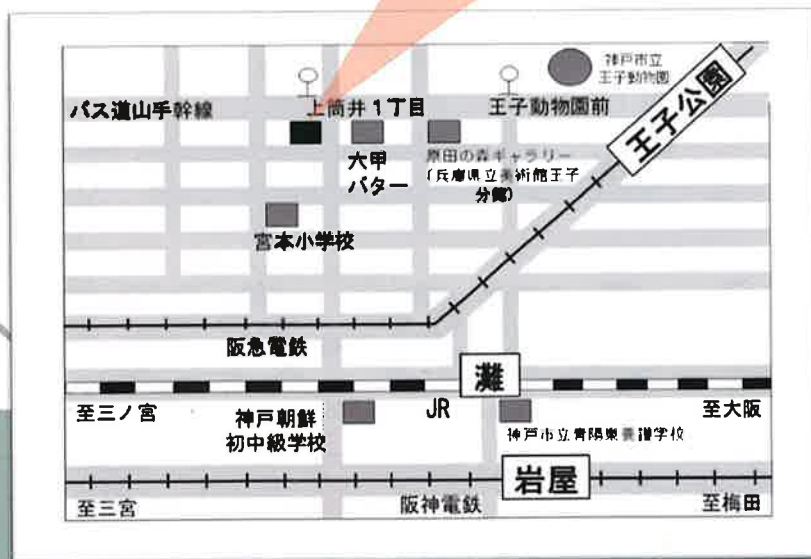 神戸市立
王子動物園
バス道山手幹線
上筒井1丁目
王子動物園前
王子公園
六甲
バター
原田の森ギャラリー
(兵庫県立美術館王子
分館)
宮本小学校
阪急電鉄
灘
至三ノ宮
神戸朝鮮
初中級学校
JR
至大阪
神戸市立青陽東養護学校
岩屋
至三宮
阪神電鉄
至梅田